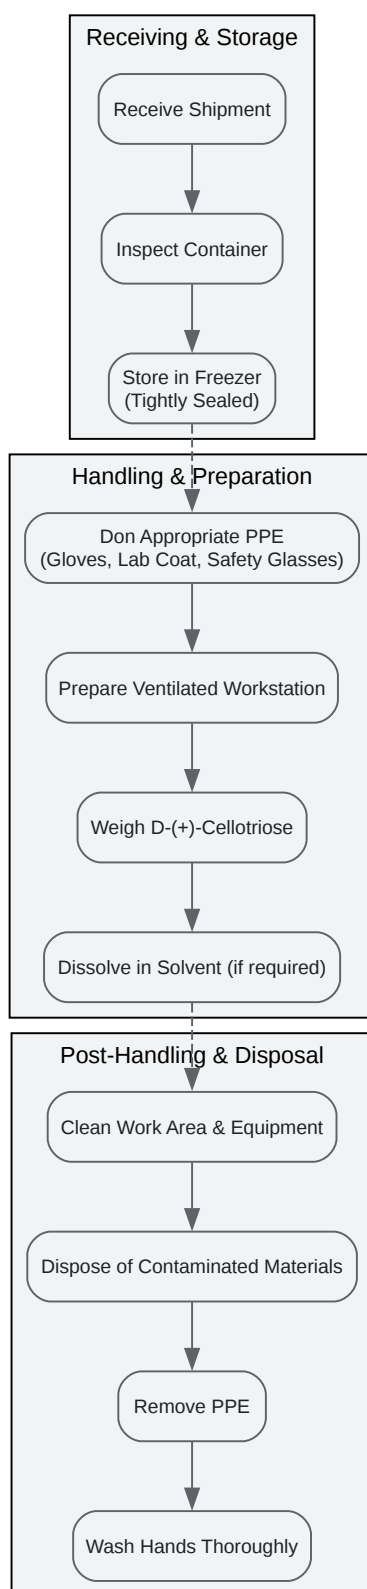 Receiving & Storage
Receive Shipment
Inspect Container
Store in Freezer
(Tightly Sealed)
Handling & Preparation
Don Appropriate PPE
(Gloves, Lab Coat, Safety Glasses)
Prepare Ventilated Workstation
Weigh D-(+)-Cellotriose
Dissolve in Solvent (if required)
Post-Handling & Disposal
Clean Work Area & Equipment
Dispose of Contaminated Materials
Remove PPE
Wash Hands Thoroughly